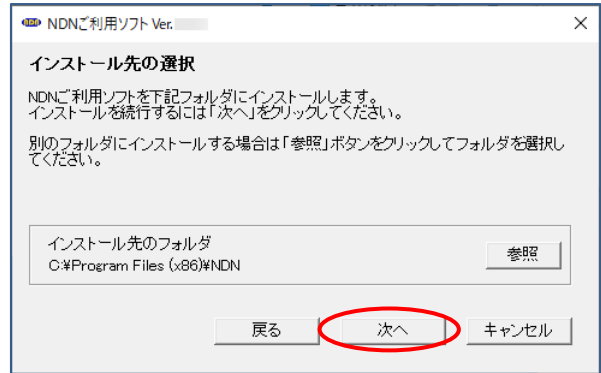 NDNご利用ソフト Ver.
インストール先の選択
NDNご利用ソフトを下記フォルダにインストールします。
インストールを続行するには「次へ」をクリックしてください。
別のフォルダにインストールする場合は「参照」ボタンをクリックしてフォルダを選択し
てください。
インストール先のフォルダ
C:¥Program Files (x86)¥NDN
参照
戻る
次へ
キャンセル